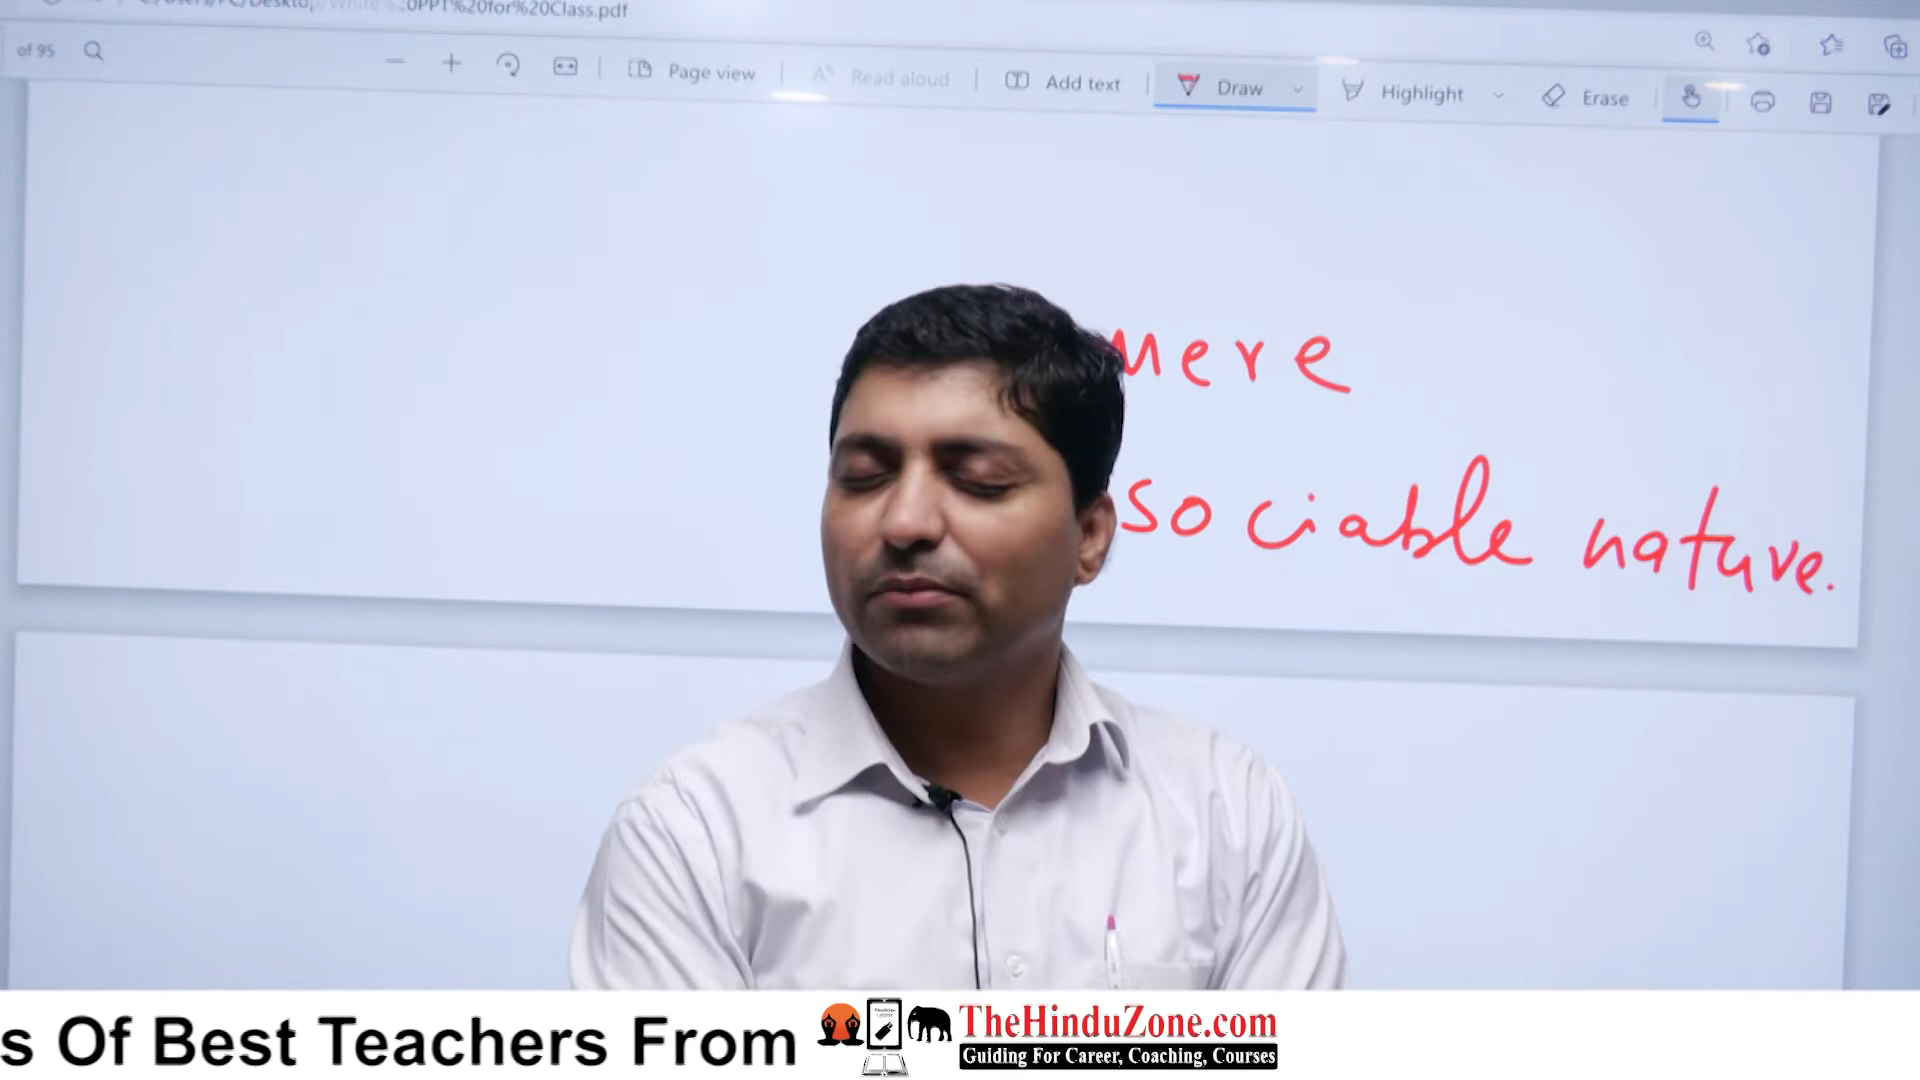 PPT%20for%20Class.pdf
of 95
Page view
Read aloud
Add text
Draw
Highlight
Erase
mere
sociable nature.
s Of Best Teachers From
TheHinduZone.com
Guiding For Career, Coaching, Courses